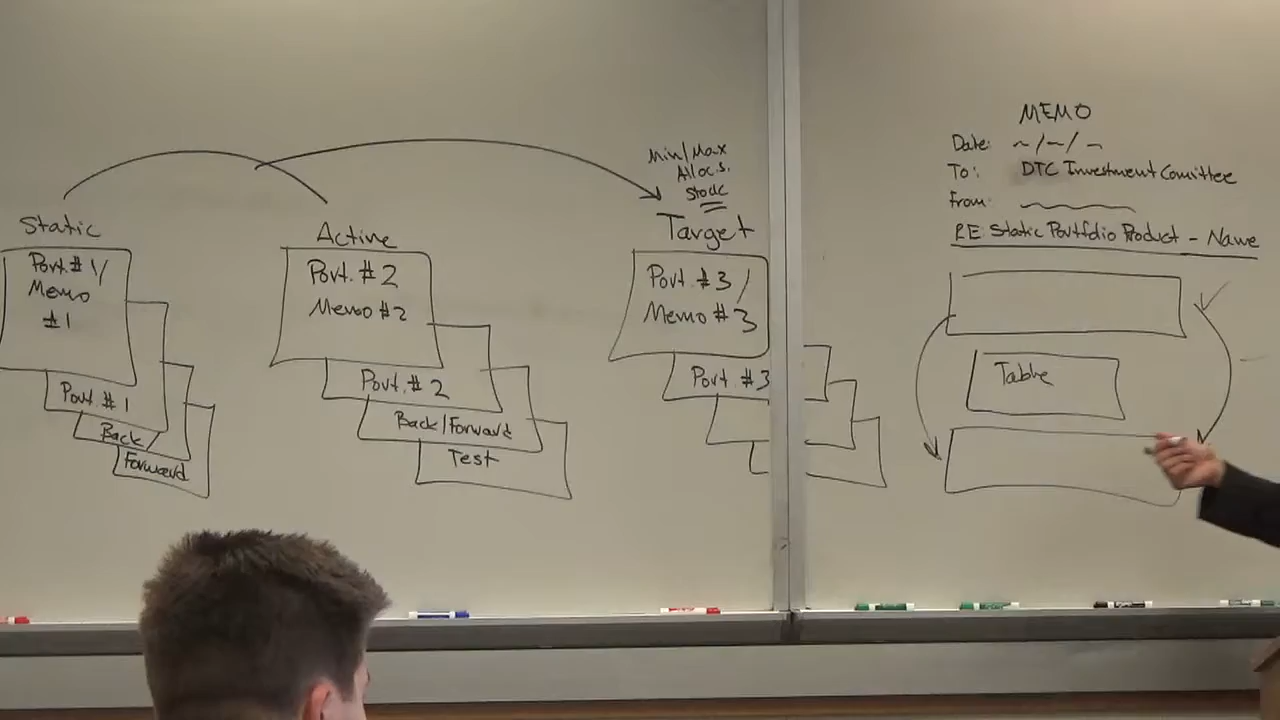 Static
Port. #1/
Memo
#1
Port #1
Back/
Forward
Active
Port. #2
Memo #2
Port. #2
Back/Forward
Test
Min/Max
Alloc.s.
Stock
Target
Port. #3/
Memo #3
Port. #3
MEMO
Date: ~/~/~
To: DTC Investment Comittee
From:
RE: Static Portfolio Product - Name
Table